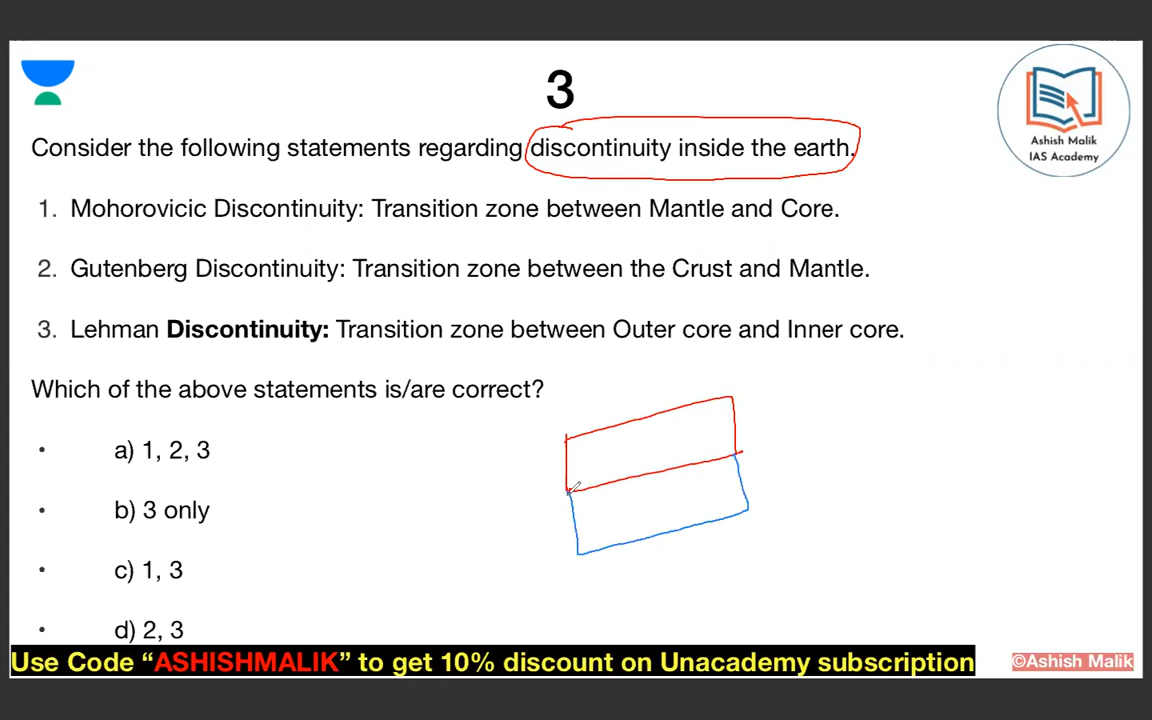 3
Ashish Malik
IAS Academy
Consider the following statements regarding discontinuity inside the earth.
1. Mohorovicic Discontinuity: Transition zone between Mantle and Core.
2. Gutenberg Discontinuity: Transition zone between the Crust and Mantle.
3. Lehman Discontinuity: Transition zone between Outer core and Inner core.
Which of the above statements is/are correct?
• a) 1, 2, 3
• b) 3 only
• c) 1, 3
• d) 2, 3
Use Code “ASHISHMALIK” to get 10% discount on Unacademy subscription
©Ashish Malik